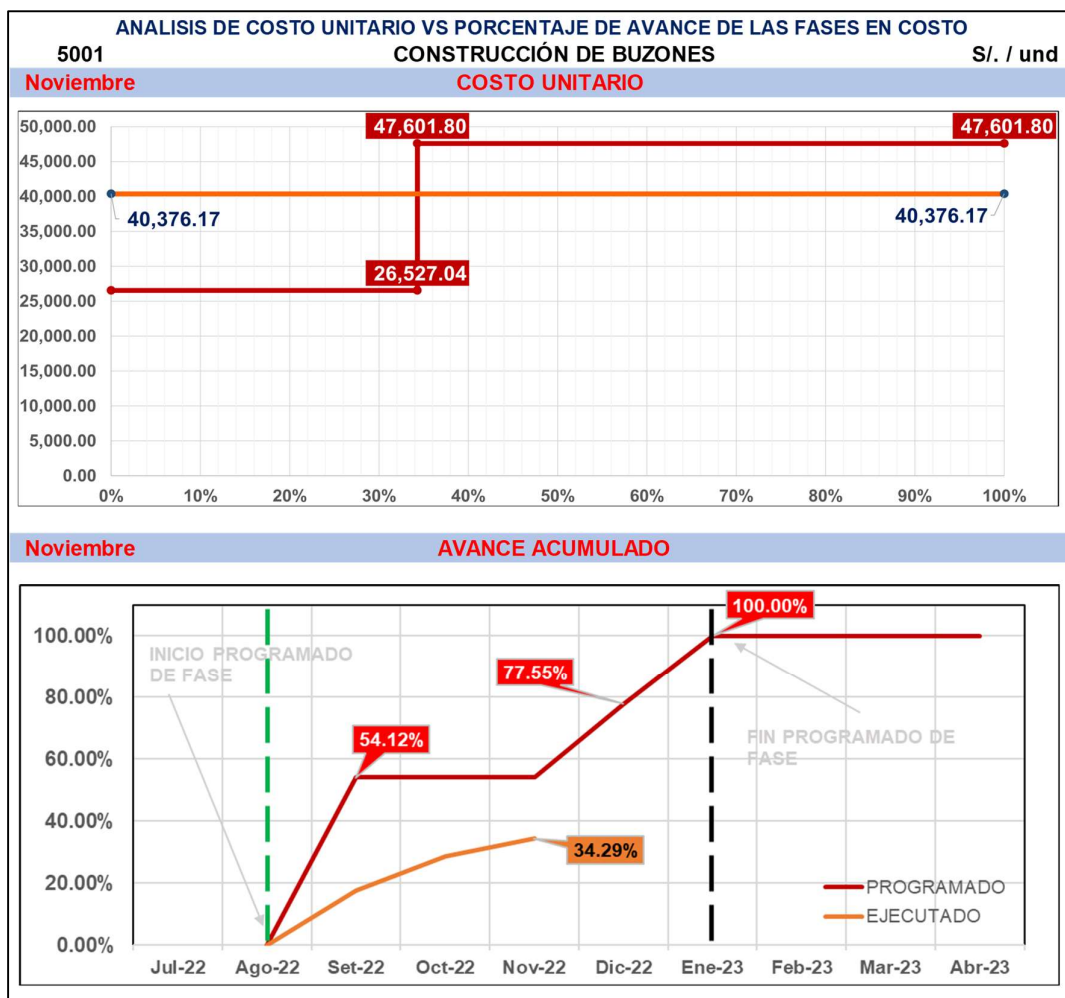 ANALISIS DE COSTO UNITARIO VS PORCENTAJE DE AVANCE DE LAS FASES EN COSTO
5001 CONSTRUCCIÓN DE BUZONES S/. / und
Noviembre COSTO UNITARIO
50,000.00
45,000.00
40,000.00
35,000.00
30,000.00
25,000.00
20,000.00
15,000.00
10,000.00
5,000.00
0.00
47,601.80 47,601.80
40,376.17 40,376.17
26,527.04
0% 10% 20% 30% 40% 50% 60% 70% 80% 90% 100%
Noviembre AVANCE ACUMULADO
100.00%
80.00%
60.00%
40.00%
20.00%
0.00%
INICIO PROGRAMADO
DE FASE
100.00%
77.55%
54.12%
FIN PROGRAMADO DE
FASE
34.29%
PROGRAMADO
EJECUTADO
Jul-22 Ago-22 Set-22 Oct-22 Nov-22 Dic-22 Ene-23 Feb-23 Mar-23 Abr-23